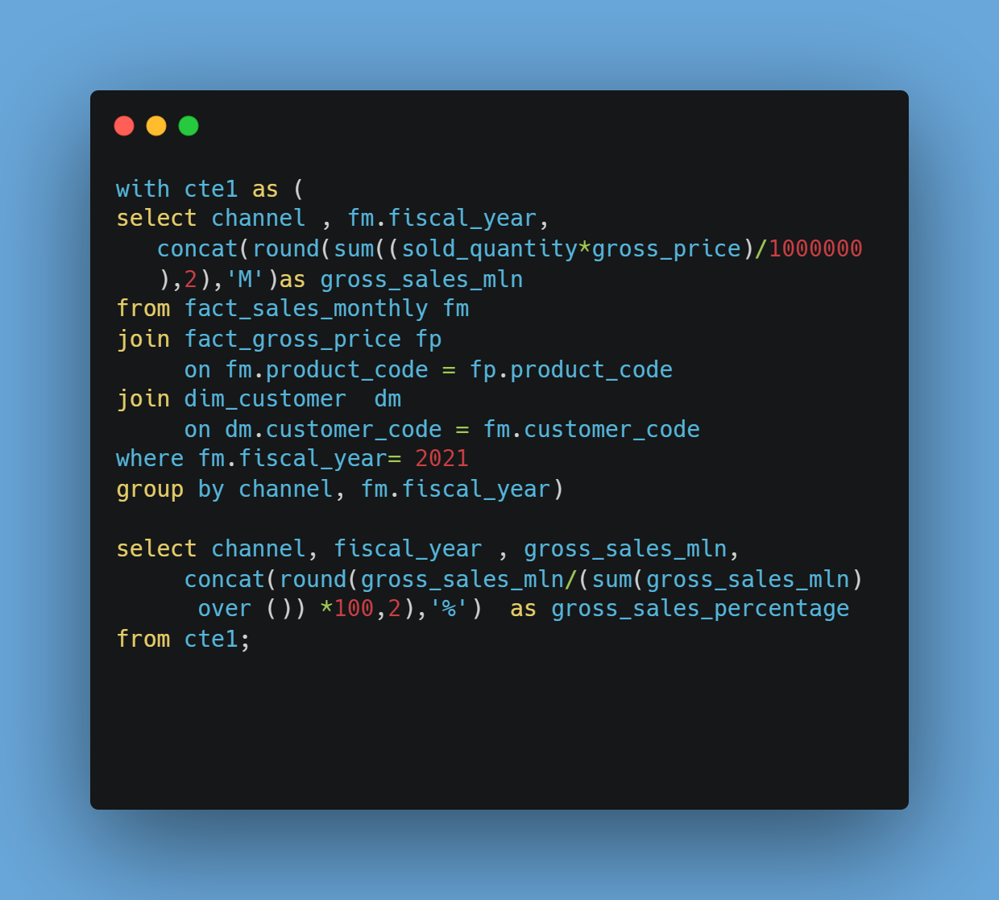 with cte1 as (
select channel , fm.fiscal_year,
   concat(round(sum((sold_quantity*gross_price)/1000000
   ),2),'M')as gross_sales_mln
from fact_sales_monthly fm
join fact_gross_price fp
     on fm.product_code = fp.product_code
join dim_customer  dm
     on dm.customer_code = fm.customer_code
where fm.fiscal_year= 2021
group by channel, fm.fiscal_year)

select channel, fiscal_year , gross_sales_mln,
     concat(round(gross_sales_mln/(sum(gross_sales_mln)
      over ()) *100,2),'%')  as gross_sales_percentage
from cte1;